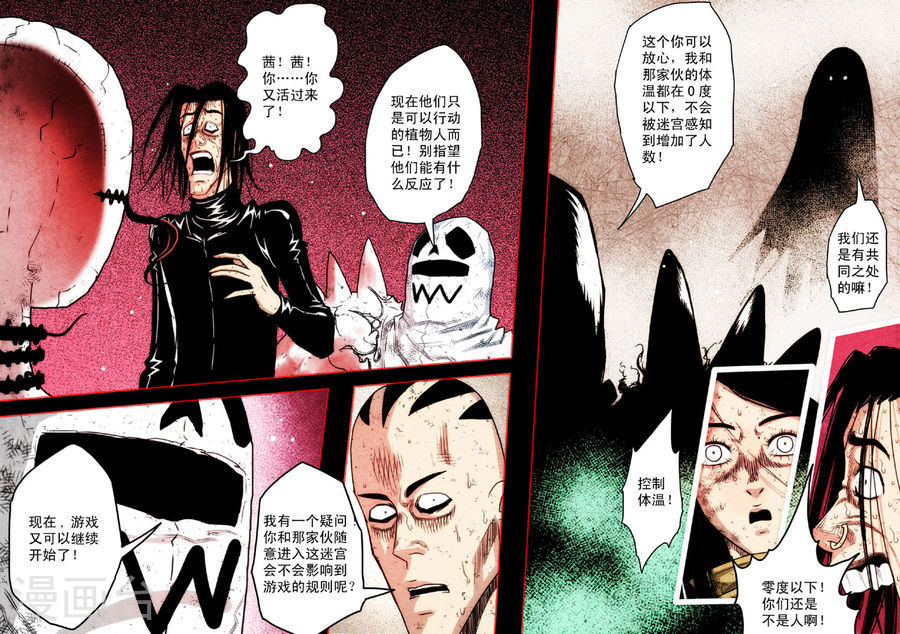 茜！茜！
你……你
又活过来
了！
现在他们只
是可以行动
的植物人而
已！别指望
他们能有什
么反应了！
现在，游戏
又可以继续
开始了！
我有一个疑问，
你和那家伙随
意进入这迷宫
会不会影响到
游戏的规则呢？
这个你可以
放心，我和
那家伙的体
温都在0度
以下，不会
被迷宫感知
到增加了人
数！
我们还
是有共
同之处
的嘛！
控制
体温！
零度以下！
你们还是
不是人啊！
漫画台